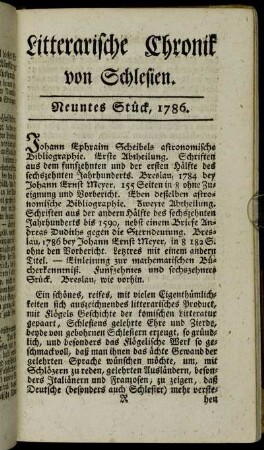 Litterarische Chronik
von Schlesien.
Neuntes Stück, 1786.
Johann Ephraim Scheibels astronomische
Bibliographie. Erste Abtheilung. Schriften
aus dem funfzehnten und der ersten Hälfte des
sechszehnten Jahrhunderts. Breslau, 1784 bey
Johann Ernst Meyer, 155 Seiten in 8 ohne Zu-
eignung und Vorbericht. Eben desselben astro-
nomische Bibliographie. Zweyte Abtheilung.
Schriften aus der andern Hälfte des sechszehnten
Jahrhunderts bis 1590, nebst einem Briefe An-
dreas Dudiths gegen die Sterndeutung. Bres-
lau, 1786 bey Johann Ernst Meyer, in 8 182 S.
ohne den Vorbericht. Leztres mit einem andern
Titel. — Einleitung zur mathematischen Bü-
cherkenntniß. Funfzehnes und sechszehnes
Stück. Breslau, wie vorhin.
Ein schönes, reifes, mit vielen Eigenthümlich-
keiten sich auszeichnendes litterarisches Product,
mit Flögels Geschichte der komischen Litteratur
gepaart, Schlesiens gelehrte Ehre und Zierde,
beyde von gebohrnen Schlesiern erzeugt, so gründ-
lich, und besonders das Flögelische Werk so ge-
schmackvoll, daß man ihnen das ächte Gewand der
gelehrten Sprache wünschen möchte, um, mit
Schlözern zu reden, gelehrten Ausländern, beson-
ders Italiänern und Franzosen, zu zeigen, daß
Deutsche (besonders auch Schlesier) mehr verste-
R hen